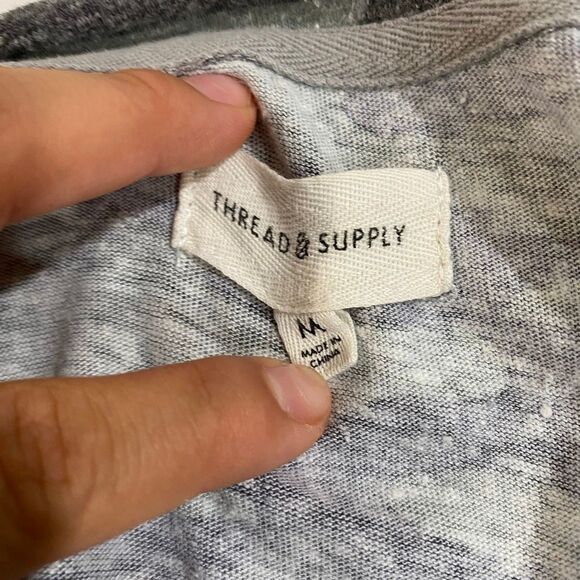 THREAD & SUPPLY
M
MADE IN
CHINA